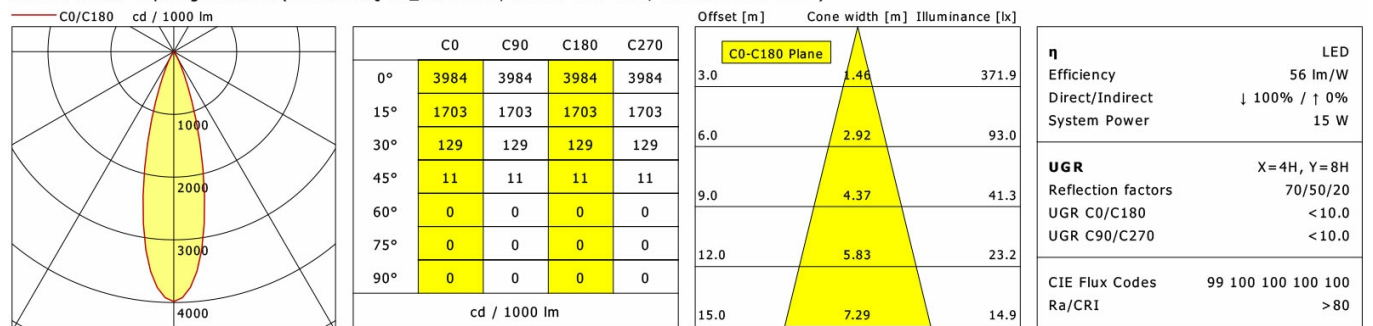 C0/C180 cd / 1000 lm
1000
2000
3000
4000
C0 C90 C180 C270
0° 3984 3984 3984 3984
15° 1703 1703 1703 1703
30° 129 129 129 129
45° 11 11 11 11
60° 0 0 0 0
75° 0 0 0 0
90° 0 0 0 0
cd / 1000 lm
Offset [m] Cone width [m] Illuminance [lx]
C0-C180 Plane
3.0 1.46 371.9
6.0 2.92 93.0
9.0 4.37 41.3
12.0 5.83 23.2
15.0 7.29 14.9
η LED
Efficiency 56 lm/W
Direct/Indirect ↓ 100% / ↑ 0%
System Power 15 W
UGR X=4H, Y=8H
Reflection factors 70/50/20
UGR C0/C180 <10.0
UGR C90/C270 <10.0
CIE Flux Codes 99 100 100 100 100
Ra/CRI >80